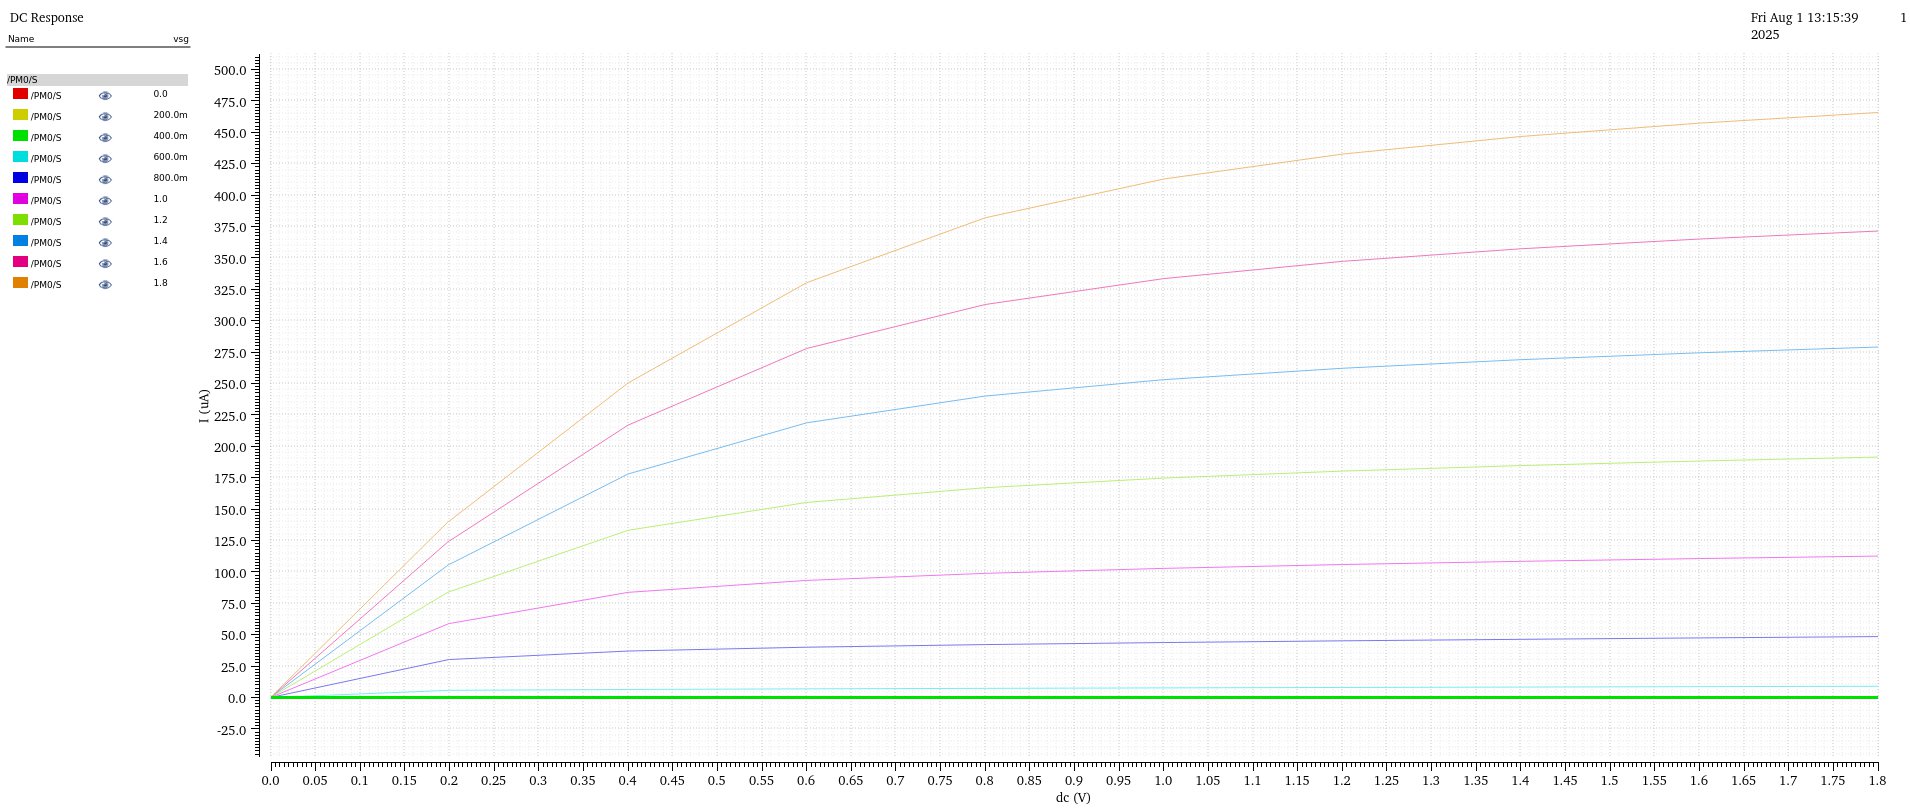 DC Response
Fri Aug 1 13:15:39 2025
1
Name vsg
/PM0/S
/PM0/S 0.0
/PM0/S 200.0m
/PM0/S 400.0m
/PM0/S 600.0m
/PM0/S 800.0m
/PM0/S 1.0
/PM0/S 1.2
/PM0/S 1.4
/PM0/S 1.6
/PM0/S 1.8
I (uA)
500.0
475.0
450.0
425.0
400.0
375.0
350.0
325.0
300.0
275.0
250.0
225.0
200.0
175.0
150.0
125.0
100.0
75.0
50.0
25.0
0.0
-25.0
0.0 0.05 0.1 0.15 0.2 0.25 0.3 0.35 0.4 0.45 0.5 0.55 0.6 0.65 0.7 0.75 0.8 0.85 0.9 0.95 1.0 1.05 1.1 1.15 1.2 1.25 1.3 1.35 1.4 1.45 1.5 1.55 1.6 1.65 1.7 1.75 1.8
dc (V)